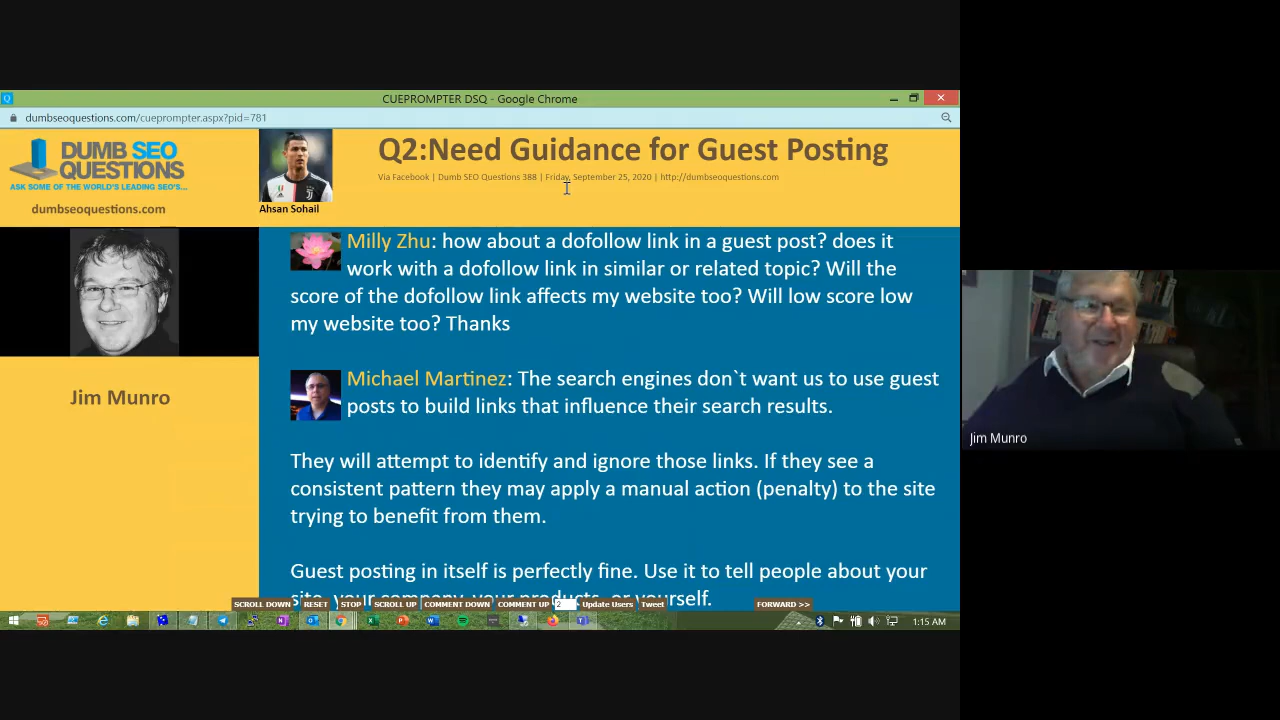 CUEPROMPTER DSQ - Google Chrome
dumbseoquestions.com/cueprompter.aspx?pid=781
DUMB SEO
QUESTIONS
ASK SOME OF THE WORLD'S LEADING SEO'S...
dumbseoquestions.com
Ahsan Sohail
Q2:Need Guidance for Guest Posting
Via Facebook | Dumb SEO Questions 388 | Friday, September 25, 2020 | http://dumbseoquestions.com
Jim Munro
Milly Zhu: how about a dofollow link in a guest post? does it
work with a dofollow link in similar or related topic? Will the
score of the dofollow link affects my website too? Will low score low
my website too? Thanks
Michael Martinez: The search engines don`t want us to use guest
posts to build links that influence their search results.
They will attempt to identify and ignore those links. If they see a
consistent pattern they may apply a manual action (penalty) to the site
trying to benefit from them.
Guest posting in itself is perfectly fine. Use it to tell people about your
site, your company, your products, or yourself.
SCROLL DOWN RESET STOP SCROLL UP COMMENT DOWN COMMENT UP 2 Update Users Tweet FORWARD >>
1:15 AM
Jim Munro